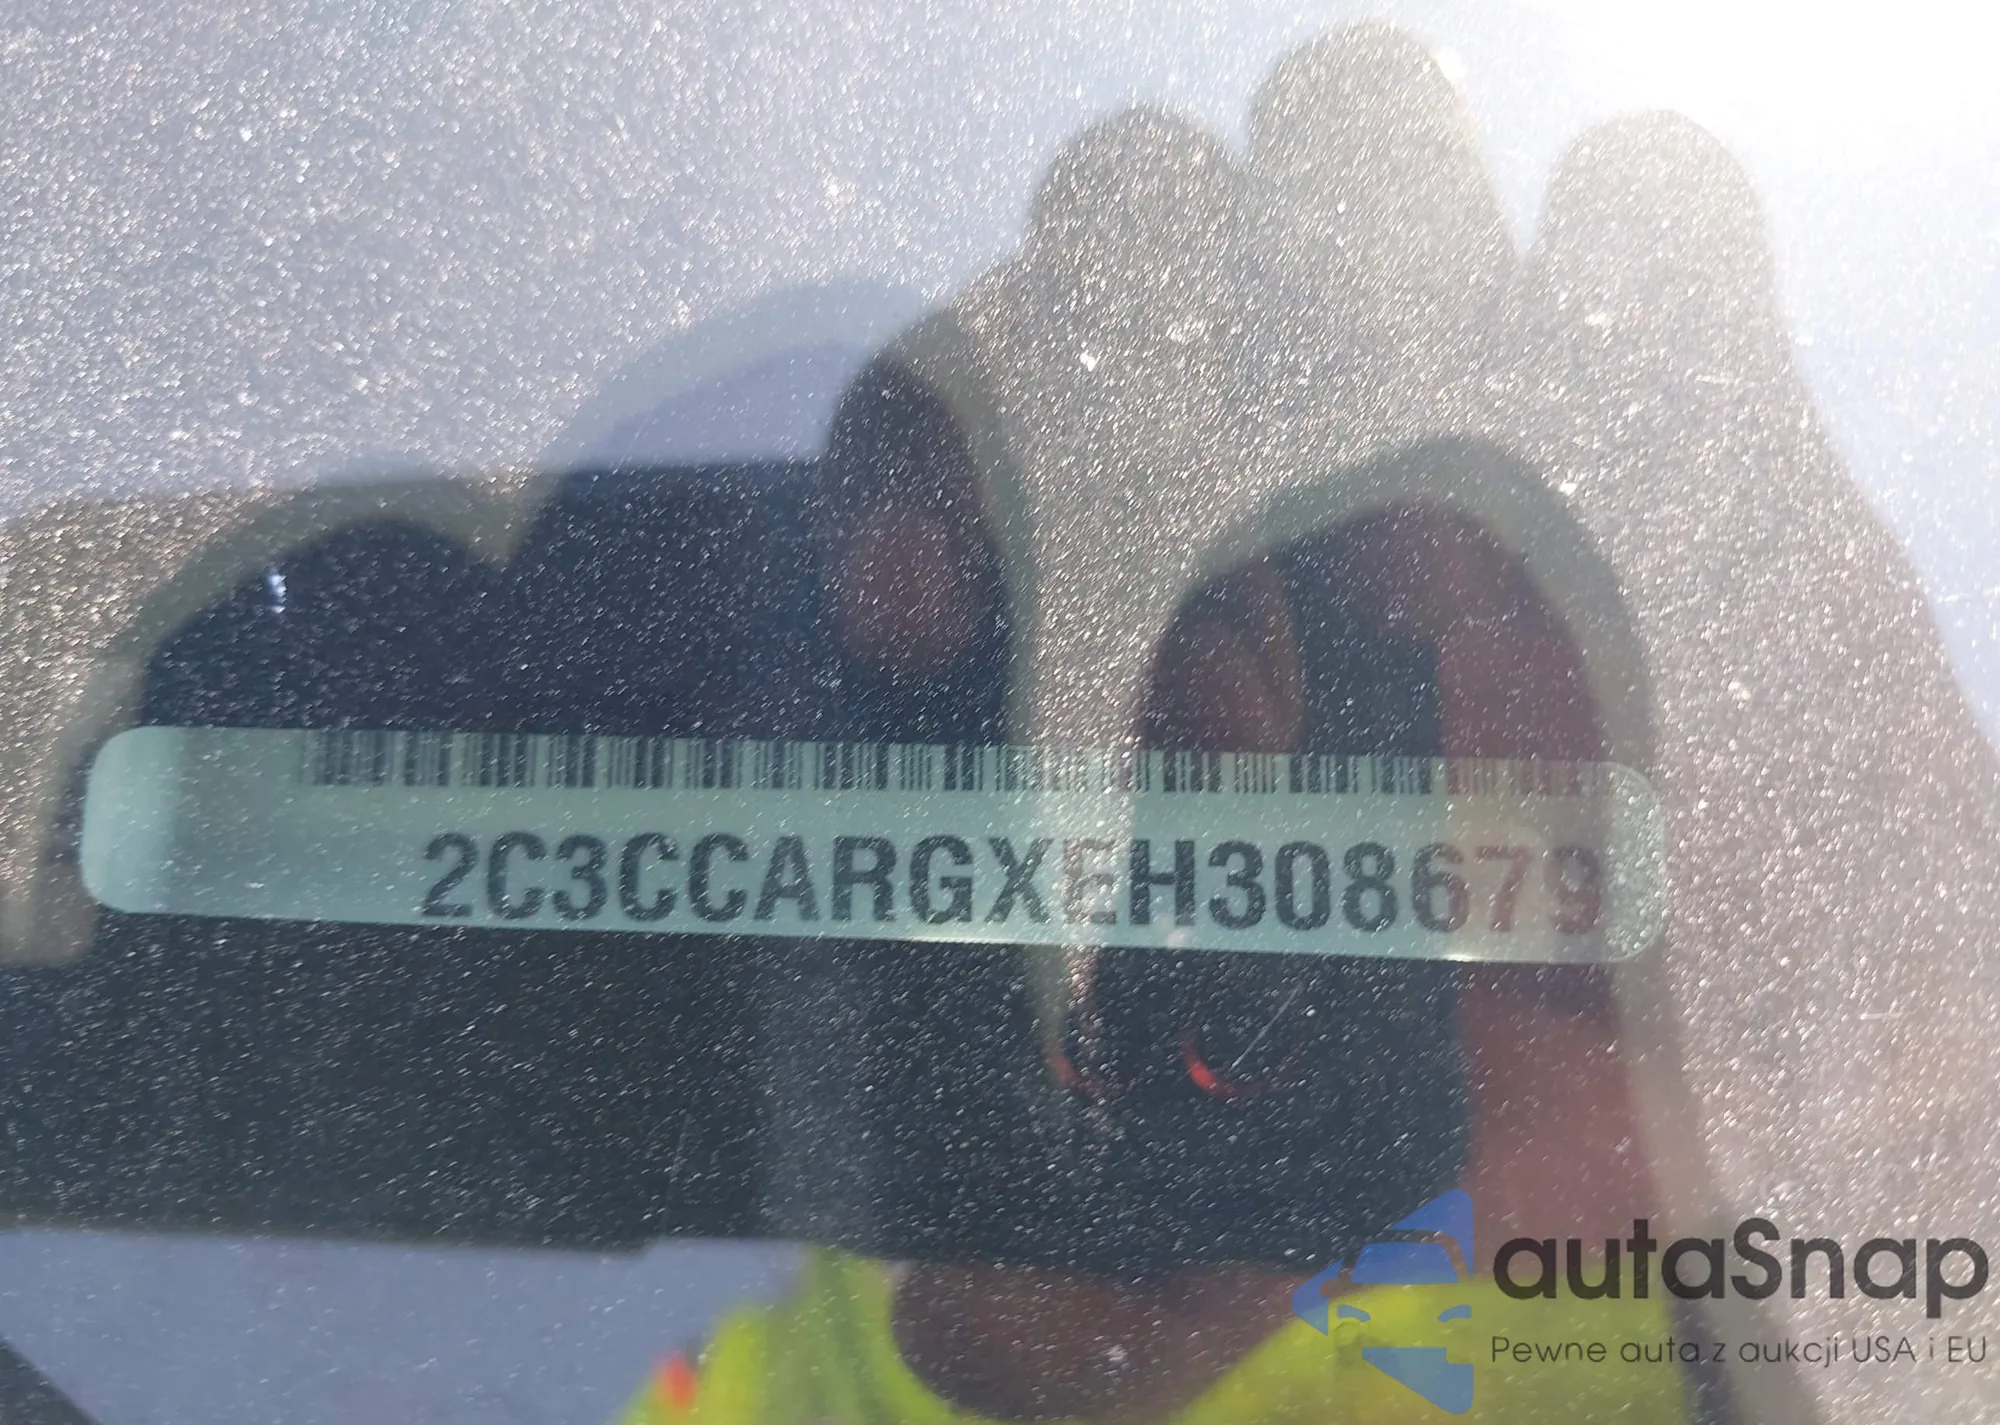 2C3CCARGXEH308679
autaSnap
Pewne auta z aukcji USA i EU